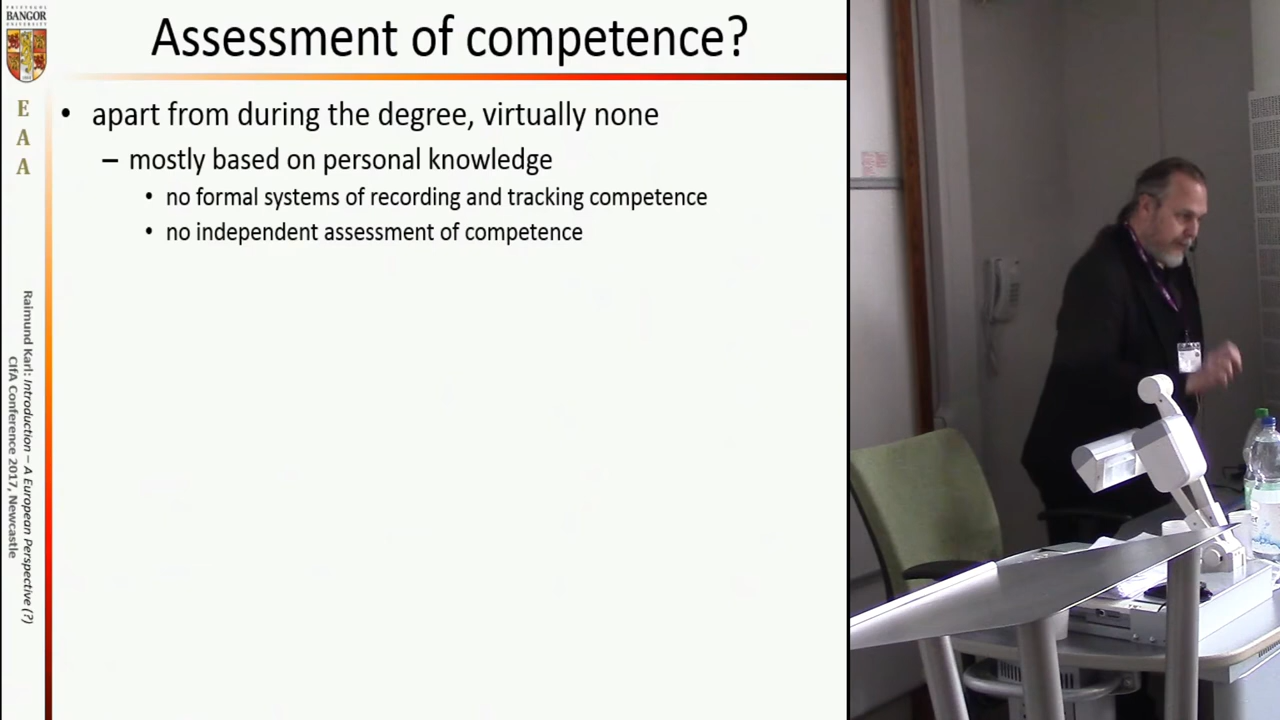 PRIFYSGOL
BANGOR
UNIVERSITY
E
A
A
Raimund Karl: Introduction – A European Perspective (?)
CIfA Conference 2017, Newcastle
Assessment of competence?
• apart from during the degree, virtually none
– mostly based on personal knowledge
• no formal systems of recording and tracking competence
• no independent assessment of competence